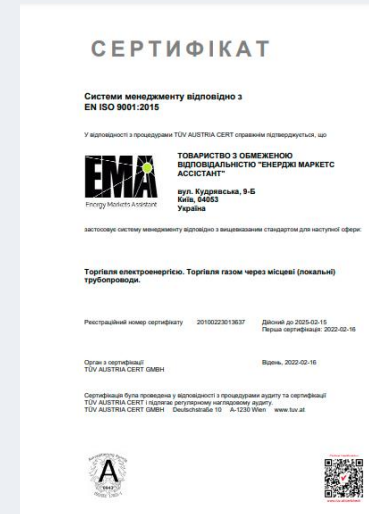 СЕРТИФІКАТ
Системи менеджменту відповідно з
EN ISO 9001:2015
У відповідності з процедурами TÜV AUSTRIA CERT справжнім підтверджується, що
EMA
Energy Markets Assistant
ТОВАРИСТВО З ОБМЕЖЕНОЮ
ВІДПОВІДАЛЬНІСТЮ "ЕНЕРДЖІ МАРКЕТС
АССІСТАНТ"
вул. Кудрявська, 9-Б
Київ, 04053
Україна
застосовує систему менеджменту відповідно з вищевказаним стандартом для наступної сфери:
Торгівля електроенергією. Торгівля газом через місцеві (локальні)
трубопроводи.
Реєстраційний номер сертифікату 20100223013637 Дійсний до 2025-02-15
Перша сертифікація: 2022-02-16
Орган з сертифікації Відень, 2022-02-16
TÜV AUSTRIA CERT GMBH
Сертифікація була проведена у відповідності з процедурами аудиту та сертифікації
TÜV AUSTRIA CERT і підлягає регулярному наглядовому аудиту.
TÜV AUSTRIA CERT GMBH Deutschstraße 10 A-1230 Wien www.tuv.at
A